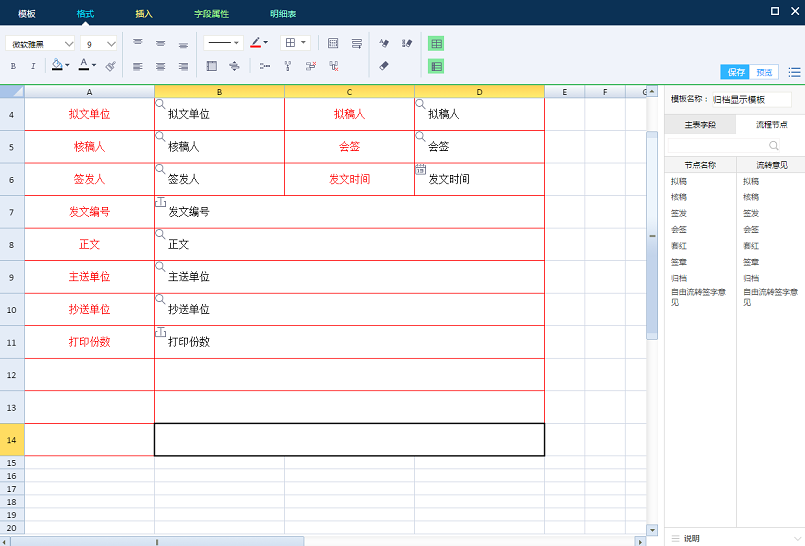 模板 格式 插入 字段属性 明细表
微软雅黑 9
B I A
保存 预览
模板名称： 归档显示模板
主表字段 流程节点
节点名称 流转意见
拟稿 拟稿
核稿 核稿
签发 签发
会签 会签
套红 套红
签章 签章
归档 归档
自由流转签字意见 自由流转签字意见
说明
A B C D E F G
4 拟文单位 拟文单位 拟稿人 拟稿人
5 核稿人 核稿人 会签 会签
6 签发人 签发人 发文时间 发文时间
7 发文编号 发文编号
8 正文 正文
9 主送单位 主送单位
10 抄送单位 抄送单位
11 打印份数 打印份数
12
13
14
15
16
17
18
19
20